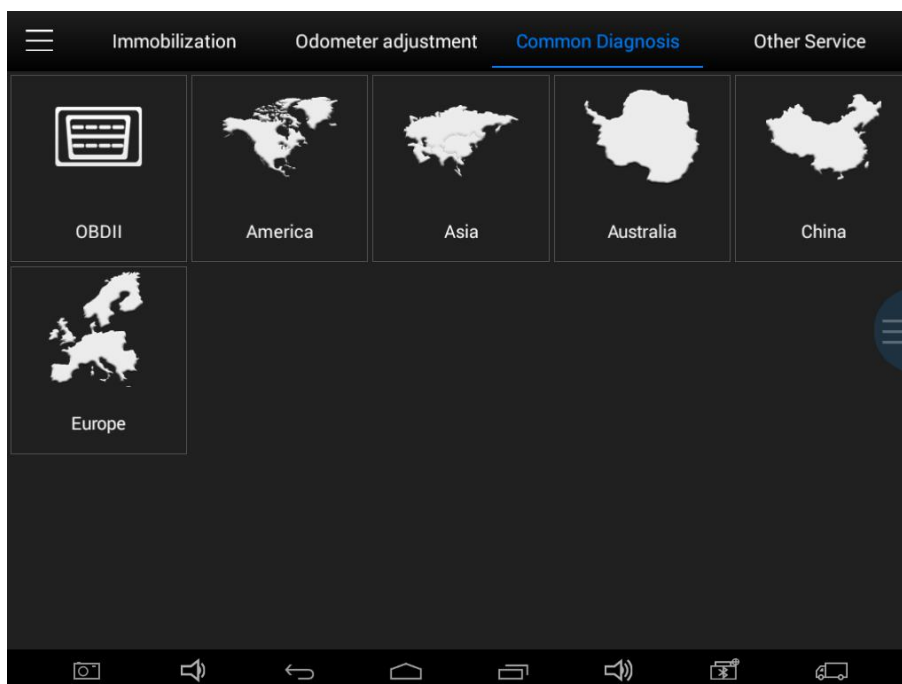 Immobilization Odometer adjustment Common Diagnosis Other Service
OBDII America Asia Australia China
Europe